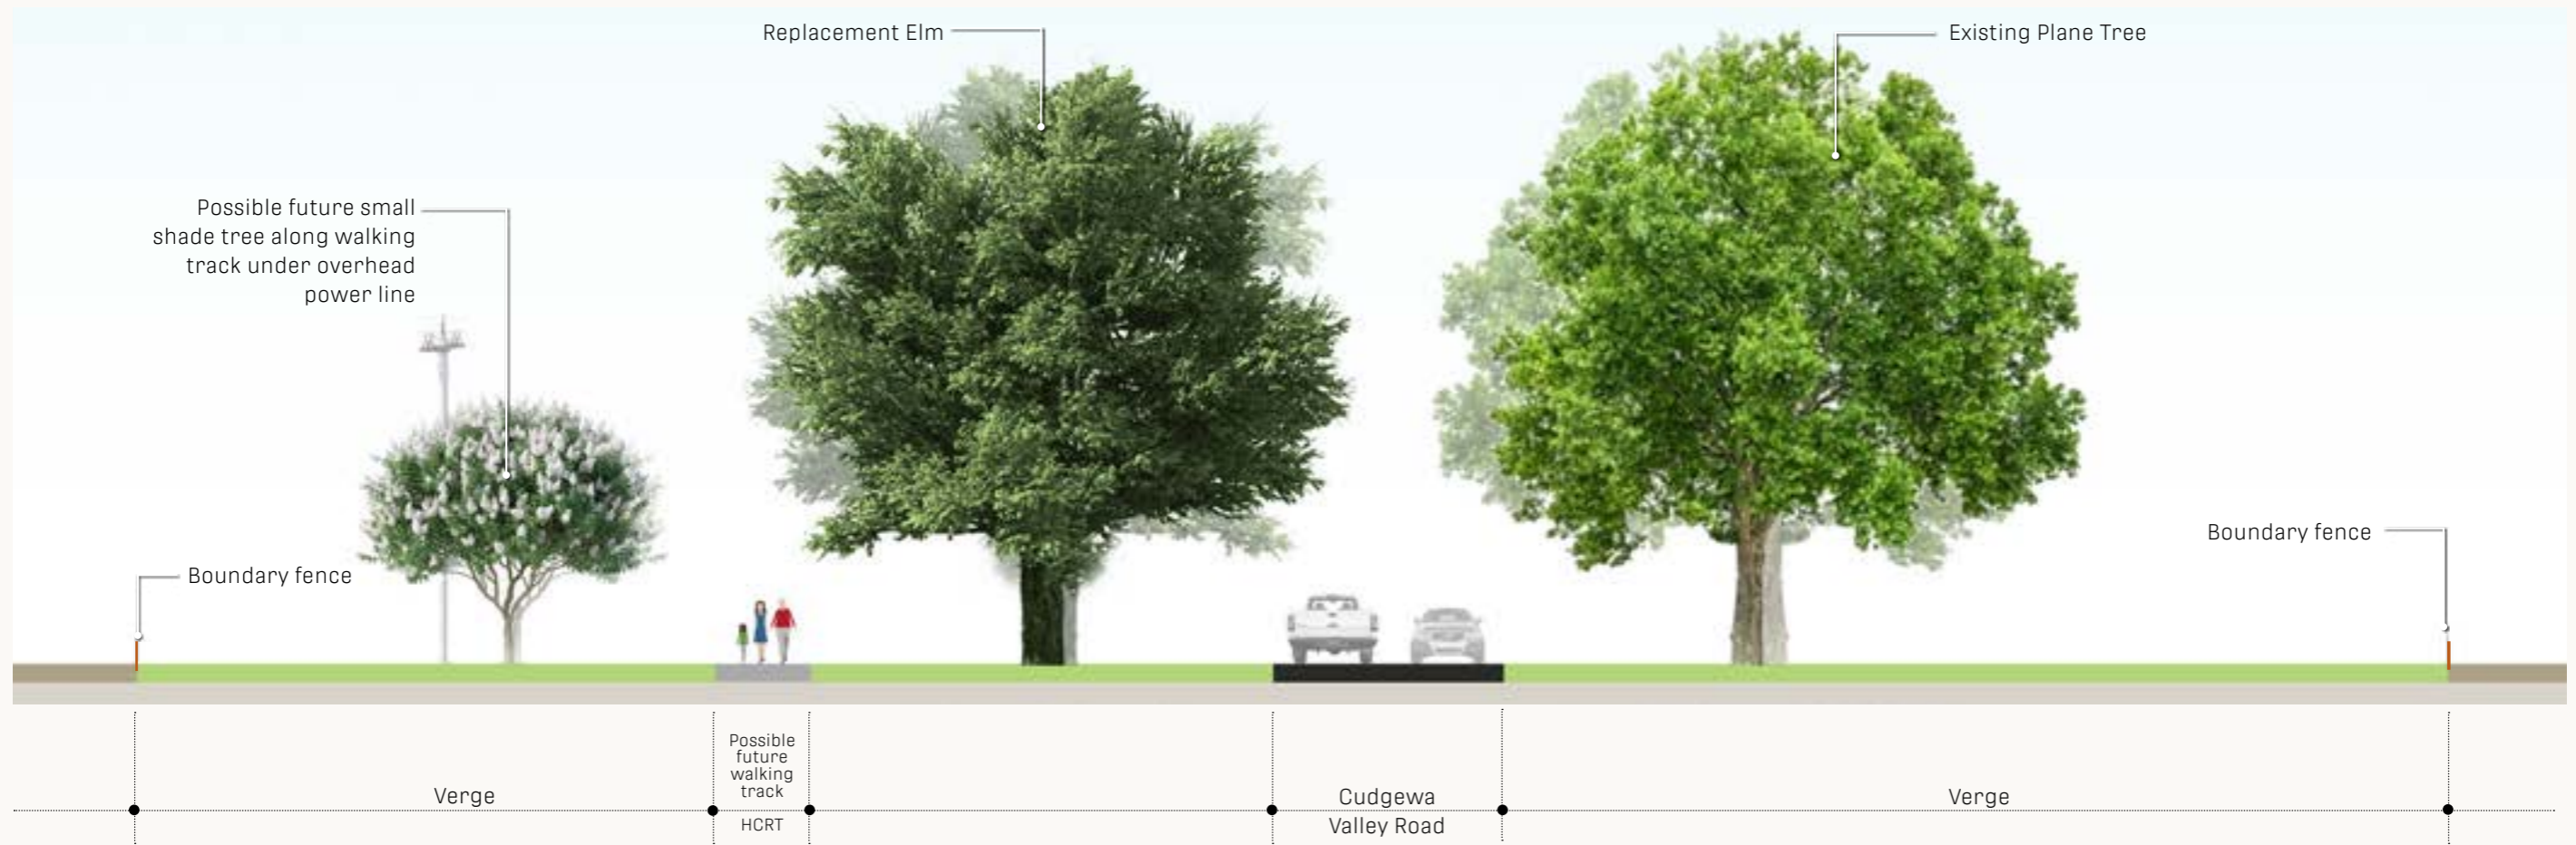 Replacement Elm
Existing Plane Tree
Possible future small
shade tree along walking
track under overhead
power line
Boundary fence
Boundary fence
Possible
future
walking
track
HCRT
Verge
Cudgewa
Valley Road
Verge